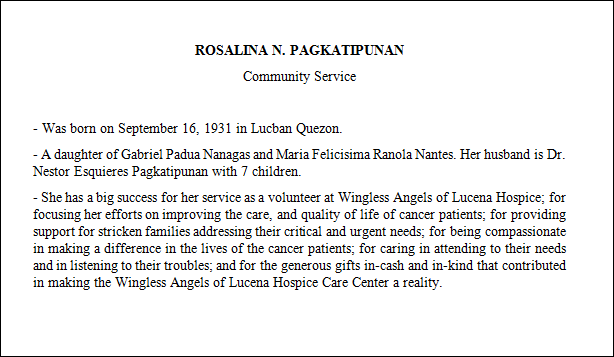 ROSALINA N. PAGKATIPUNAN
Community Service
- Was born on September 16, 1931 in Lucban Quezon.
- A daughter of Gabriel Padua Nanagas and Maria Felicisima Ranola Nantes. Her husband is Dr.
Nestor Esquieres Pagkatipunan with 7 children.
- She has a big success for her service as a volunteer at Wingless Angels of Lucena Hospice; for
focusing her efforts on improving the care, and quality of life of cancer patients; for providing
support for stricken families addressing their critical and urgent needs; for being compassionate
in making a difference in the lives of the cancer patients; for caring in attending to their needs
and in listening to their troubles; and for the generous gifts in-cash and in-kind that contributed
in making the Wingless Angels of Lucena Hospice Care Center a reality.